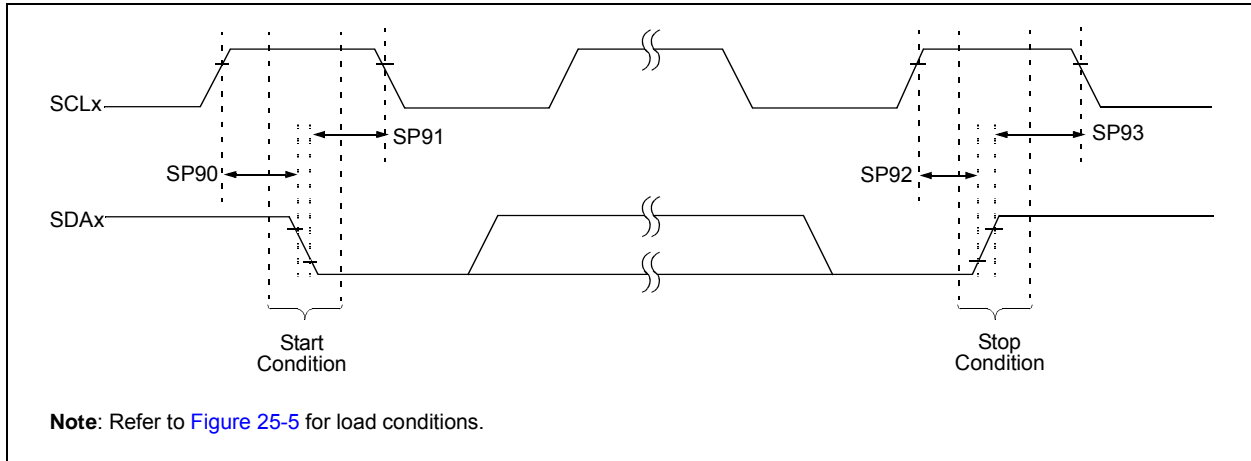 SCLx
SP91
SP93
SP90
SP92
SDAx
Start
Condition
Stop
Condition
Note: Refer to Figure 25-5 for load conditions.